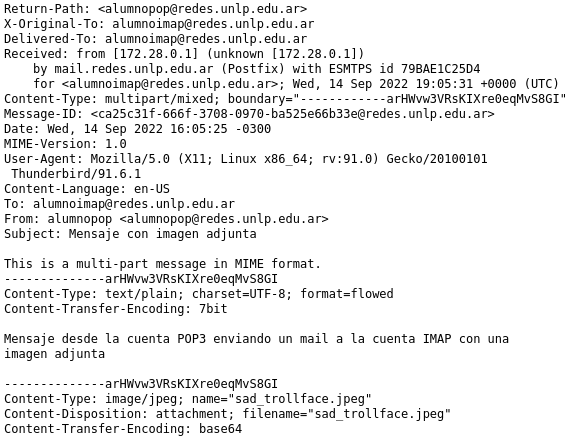 Return-Path: <alumnopop@redes.unlp.edu.ar>
X-Original-To: alumnoimap@redes.unlp.edu.ar
Delivered-To: alumnoimap@redes.unlp.edu.ar
Received: from [172.28.0.1] (unknown [172.28.0.1])
    by mail.redes.unlp.edu.ar (Postfix) with ESMTPS id 79BAE1C25D4
    for <alumnoimap@redes.unlp.edu.ar>; Wed, 14 Sep 2022 19:05:31 +0000 (UTC)
Content-Type: multipart/mixed; boundary="------------arHWvw3VRsKIXre0eqMvS8GI"
Message-ID: <ca25c31f-666f-3708-0970-ba525e66b33e@redes.unlp.edu.ar>
Date: Wed, 14 Sep 2022 16:05:25 -0300
MIME-Version: 1.0
User-Agent: Mozilla/5.0 (X11; Linux x86_64; rv:91.0) Gecko/20100101
 Thunderbird/91.6.1
Content-Language: en-US
To: alumnoimap@redes.unlp.edu.ar
From: alumnopop <alumnopop@redes.unlp.edu.ar>
Subject: Mensaje con imagen adjunta

This is a multi-part message in MIME format.
--------------arHWvw3VRsKIXre0eqMvS8GI
Content-Type: text/plain; charset=UTF-8; format=flowed
Content-Transfer-Encoding: 7bit

Mensaje desde la cuenta POP3 enviando un mail a la cuenta IMAP con una
imagen adjunta

--------------arHWvw3VRsKIXre0eqMvS8GI
Content-Type: image/jpeg; name="sad_trollface.jpeg"
Content-Disposition: attachment; filename="sad_trollface.jpeg"
Content-Transfer-Encoding: base64